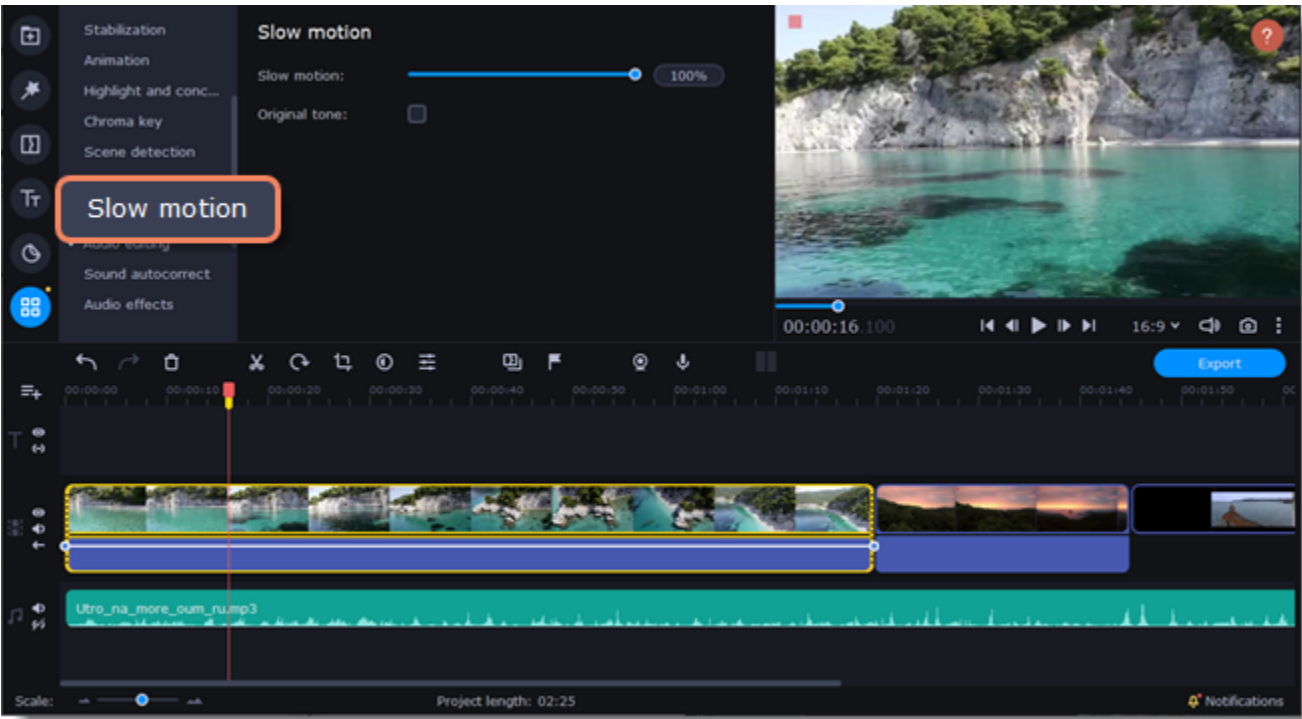 Stabilization
Animation
Highlight and conc...
Chroma key
Scene detection
Slow motion
Audio editing
Sound autocorrect
Audio effects
Slow motion
Slow motion:
100%
Original tone:
?
00:00:16.100
16:9
Export
00:00:00 00:00:10 00:00:20 00:00:30 00:00:40 00:00:50 00:01:00 00:01:10 00:01:20 00:01:30 00:01:40 00:01:50
Utro_na_more_oum_ru.mp3
Scale:
Project length: 02:25
Notifications